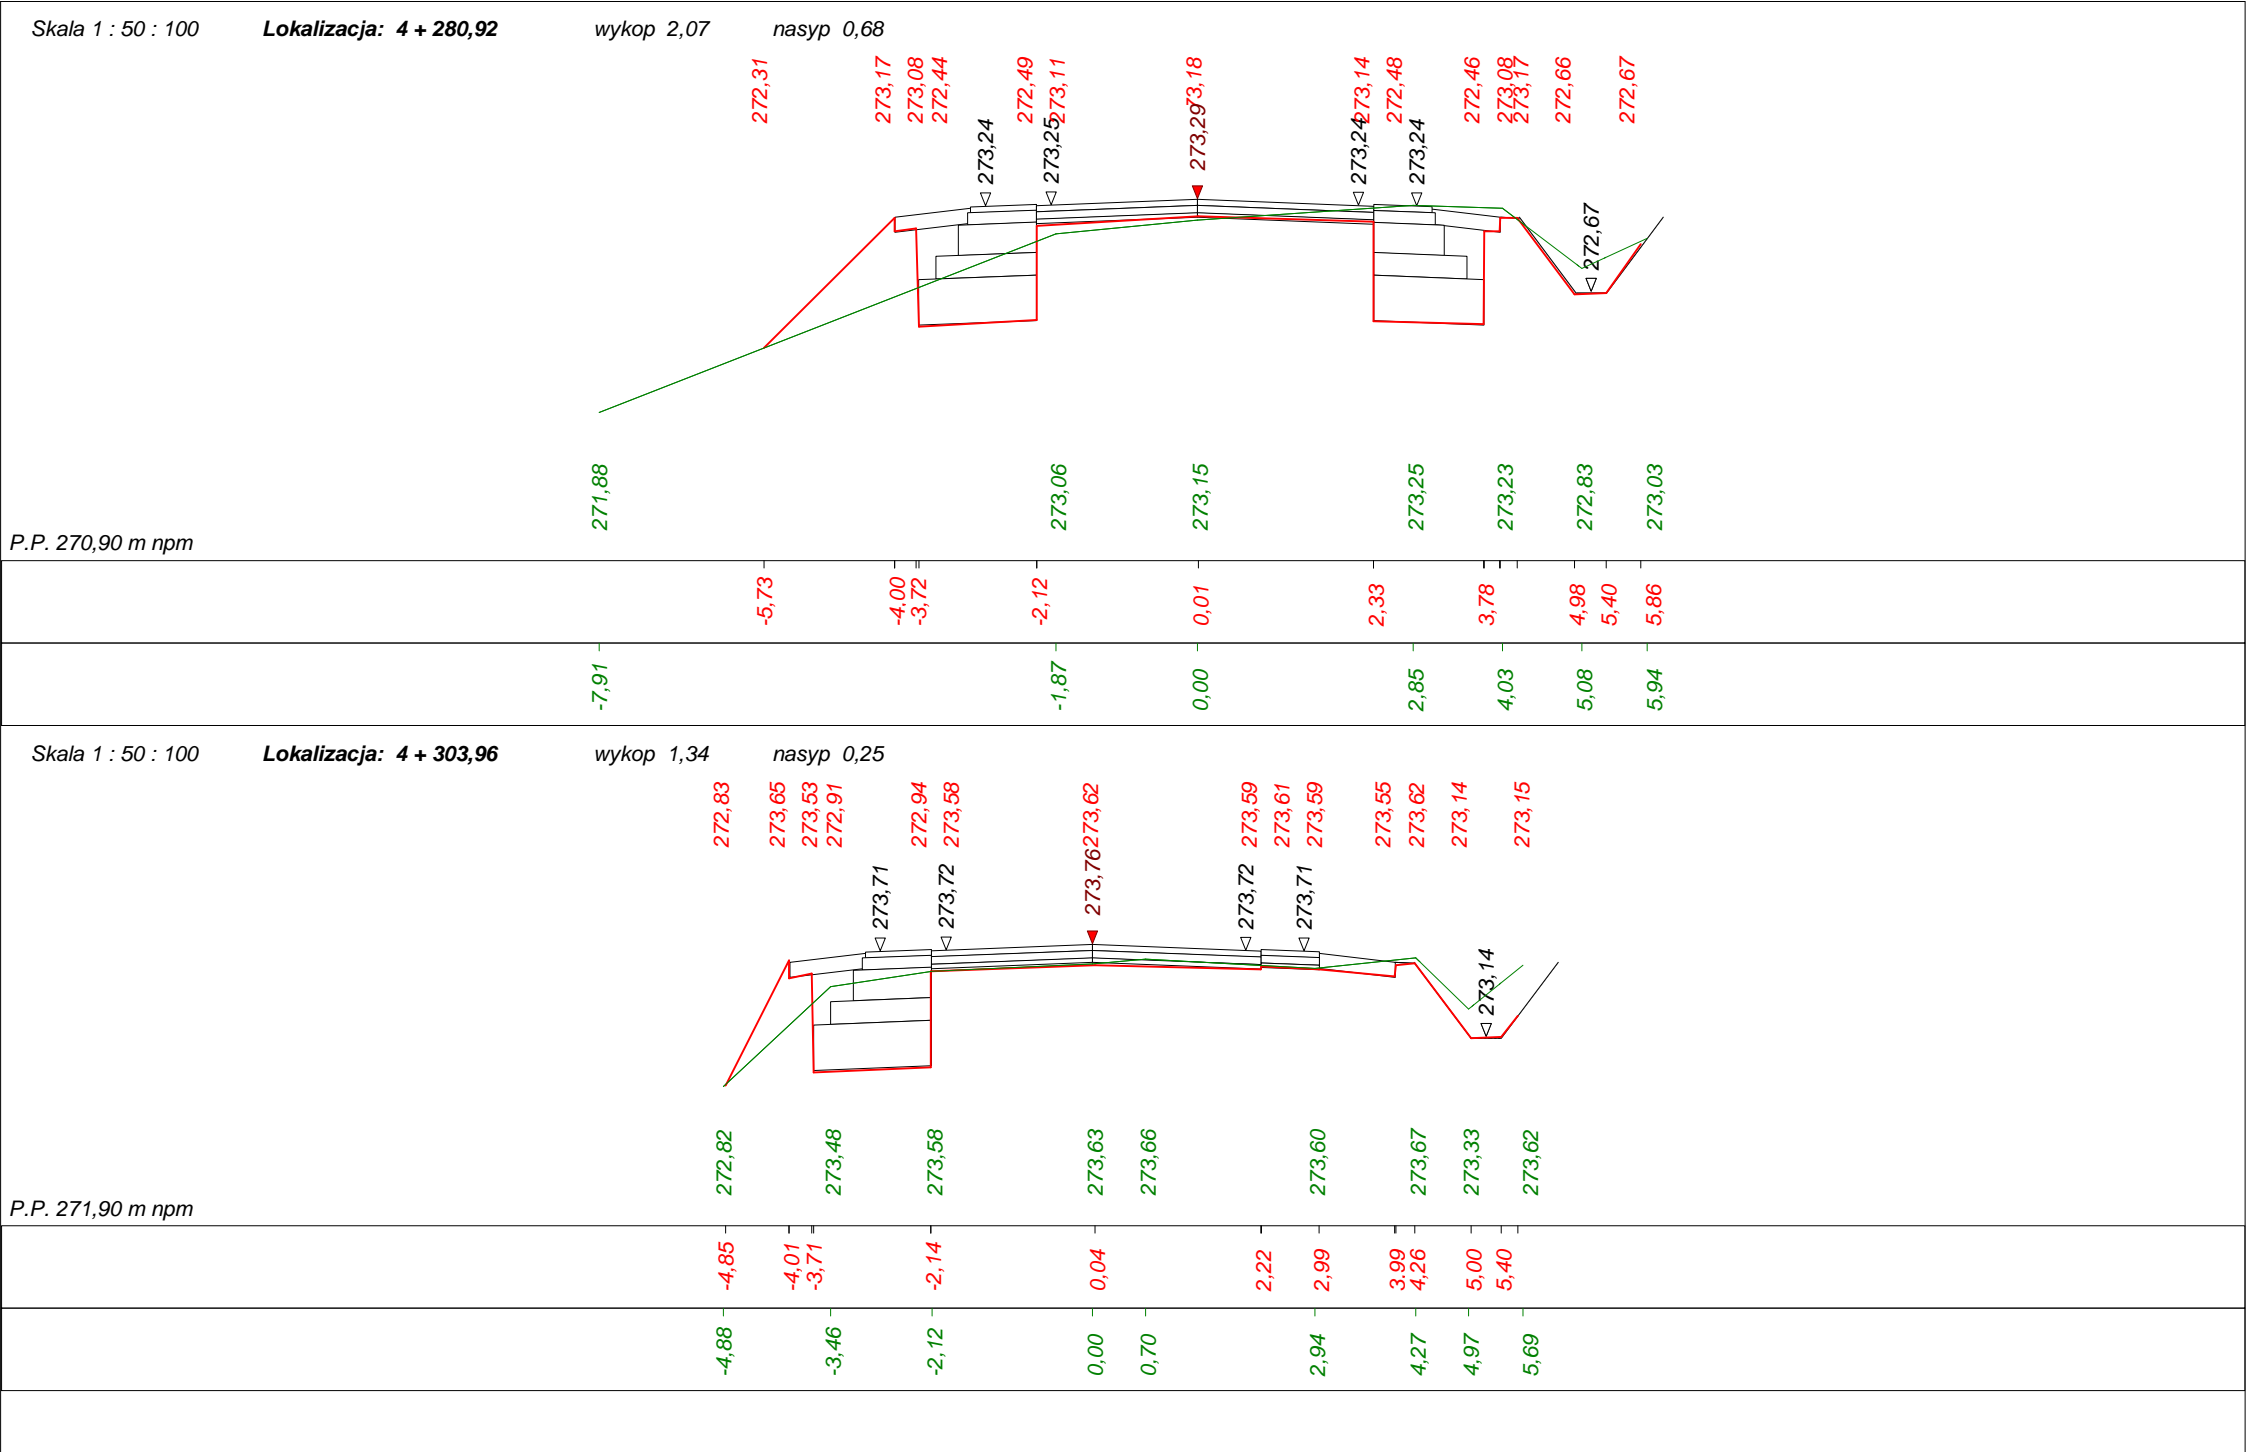 Skala 1 : 50 : 100 Lokalizacja: 4 + 280,92 wykop 2,07 nasyp 0,68
272,31 273,17 273,08 272,44 272,49 273,11 273,18 273,14 272,48 272,46 273,08 273,17 272,66 272,67
273,24 273,25 273,29 273,24 273,24
272,67
271,88 273,06 273,15 273,25 273,23 272,83 273,03
P.P. 270,90 m npm
-5,73 -4,00 -3,72 -2,12 0,01 2,33 3,78 4,98 5,40 5,86
-7,91 -1,87 0,00 2,85 4,03 5,08 5,94
Skala 1 : 50 : 100 Lokalizacja: 4 + 303,96 wykop 1,34 nasyp 0,25
272,83 273,65 273,53 272,91 272,94 273,58 273,62 273,59 273,61 273,59 273,55 273,62 273,14 273,15
273,71 273,72 273,76 273,72 273,71
273,14
272,82 273,48 273,58 273,63 273,66 273,60 273,67 273,33 273,62
P.P. 271,90 m npm
-4,85 -4,01 -3,71 -2,14 0,04 2,22 2,99 3,99 4,26 5,00 5,40
-4,88 -3,46 -2,12 0,00 0,70 2,94 4,27 4,97 5,69